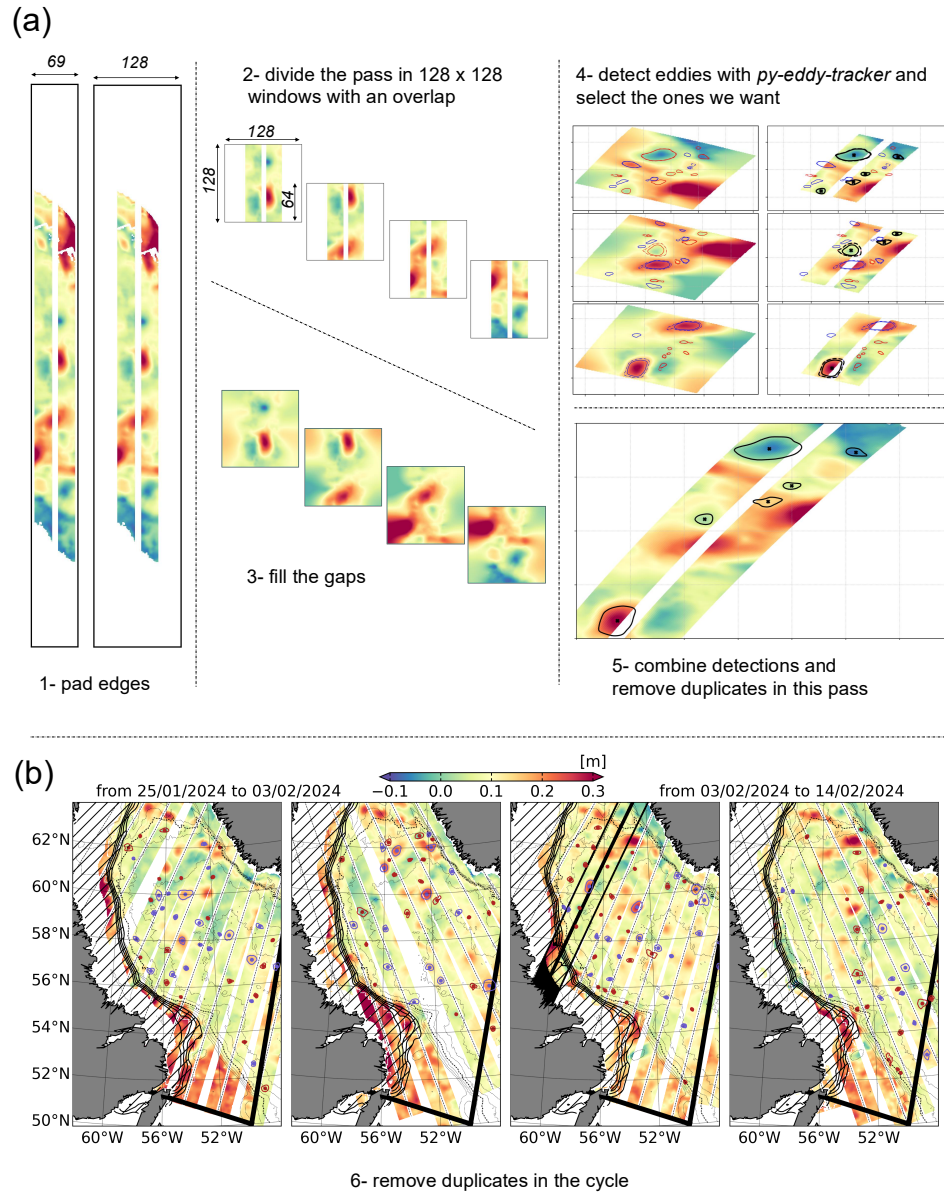 (a)
69
128
2- divide the pass in 128 x 128
windows with an overlap
128
128
64
3- fill the gaps
1- pad edges
4- detect eddies with py-eddy-tracker and
select the ones we want
5- combine detections and
remove duplicates in this pass
(b)
[m]
−0.1 0.0 0.1 0.2 0.3
from 25/01/2024 to 03/02/2024
from 03/02/2024 to 14/02/2024
62°N
60°N
58°N
56°N
54°N
52°N
50°N
60°W 56°W 52°W
60°W 56°W 52°W
60°W 56°W 52°W
60°W 56°W 52°W
6- remove duplicates in the cycle